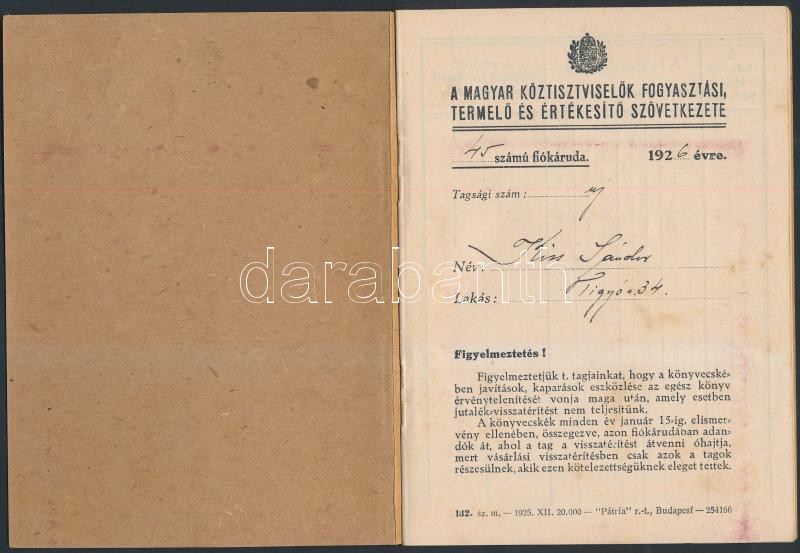 A MAGYAR KÖZTISZTVISELŐK FOGYASZTÁSI,
TERMELŐ ÉS ÉRTÉKESÍTŐ SZÖVETKEZETE
45 számú fiókáruda. 1926 évre.
Tagsági szám: új
Név: Kiss Sándor
Lakás: 34.
darabanth
Figyelmeztetés!
Figyelmeztetjük t. tagjainkat, hogy a könyvecské-
ben javítások, kaparások eszközlése az egész könyv
érvénytelenítését vonja maga után, amely esetben
jutalék-visszatérítést nem teljesítünk.
A könyvecskék minden év január 15-ig. elismer-
vény ellenében, összegezve, azon fiókárudában adan-
dók át, ahol a tag a visszatérítést átvenni óhajtja,
mert vásárlási visszatérítésben csak azok a tagok
részesülnek, akik ezen kötelezettségüknek eleget tettek.
132. sz. m. — 1925. XII. 20.000 — "Pátria" r.-t., Budapest — 254166